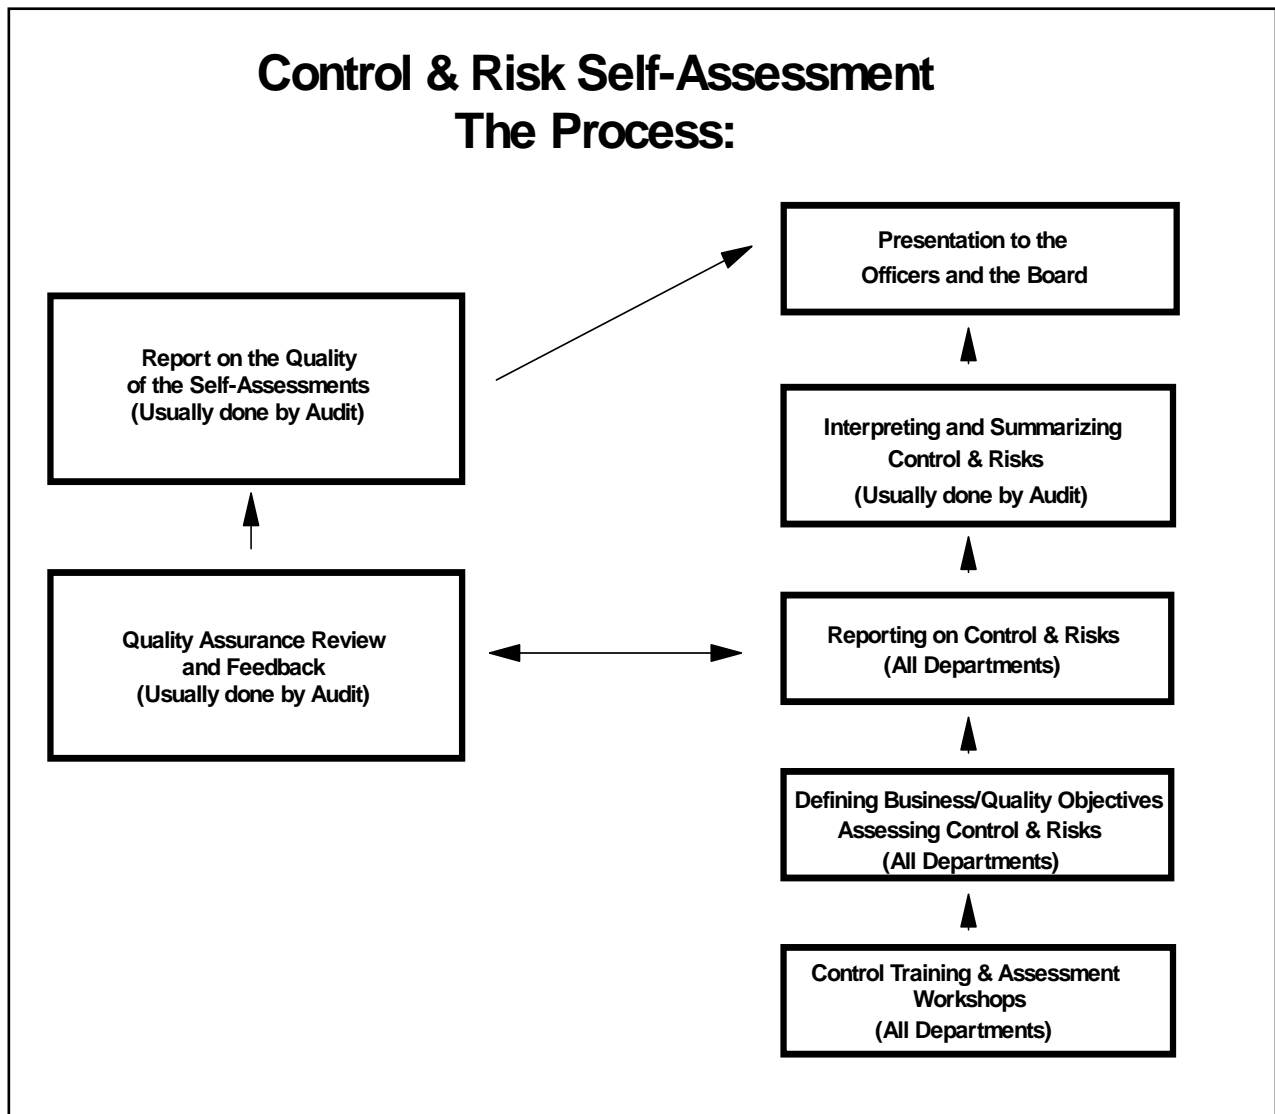 Control & Risk Self-Assessment
The Process:
Presentation to the
Officers and the Board
Report on the Quality
of the Self-Assessments
(Usually done by Audit)
Interpreting and Summarizing
Control & Risks
(Usually done by Audit)
Quality Assurance Review
and Feedback
(Usually done by Audit)
Reporting on Control & Risks
(All Departments)
Defining Business/Quality Objectives
Assessing Control & Risks
(All Departments)
Control Training & Assessment
Workshops
(All Departments)